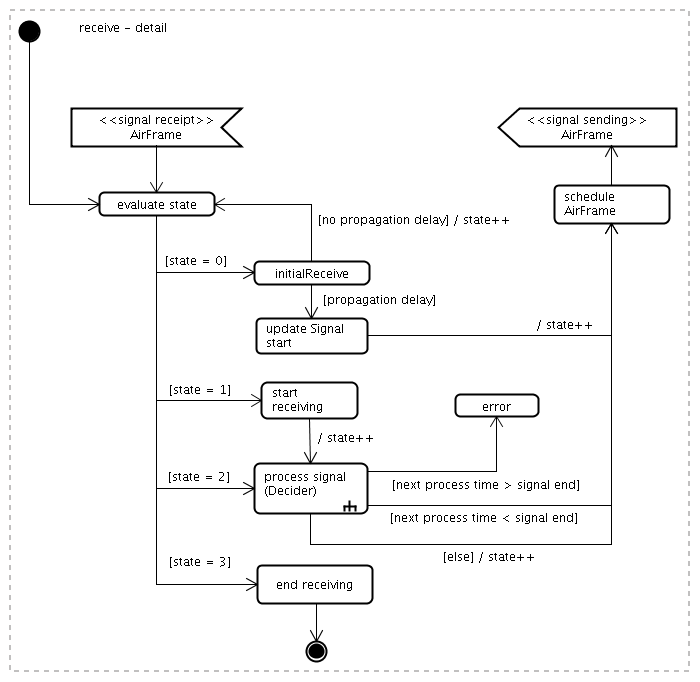 receive - detail
<<signal receipt>>
AirFrame
<<signal sending>>
AirFrame
evaluate state
schedule
AirFrame
[no propagation delay] / state++
[state = 0]
initialReceive
[propagation delay]
update Signal
start
/ state++
[state = 1]
start
receiving
error
/ state++
[state = 2]
process signal
(Decider)
[next process time > signal end]
[next process time < signal end]
[else] / state++
[state = 3]
end receiving